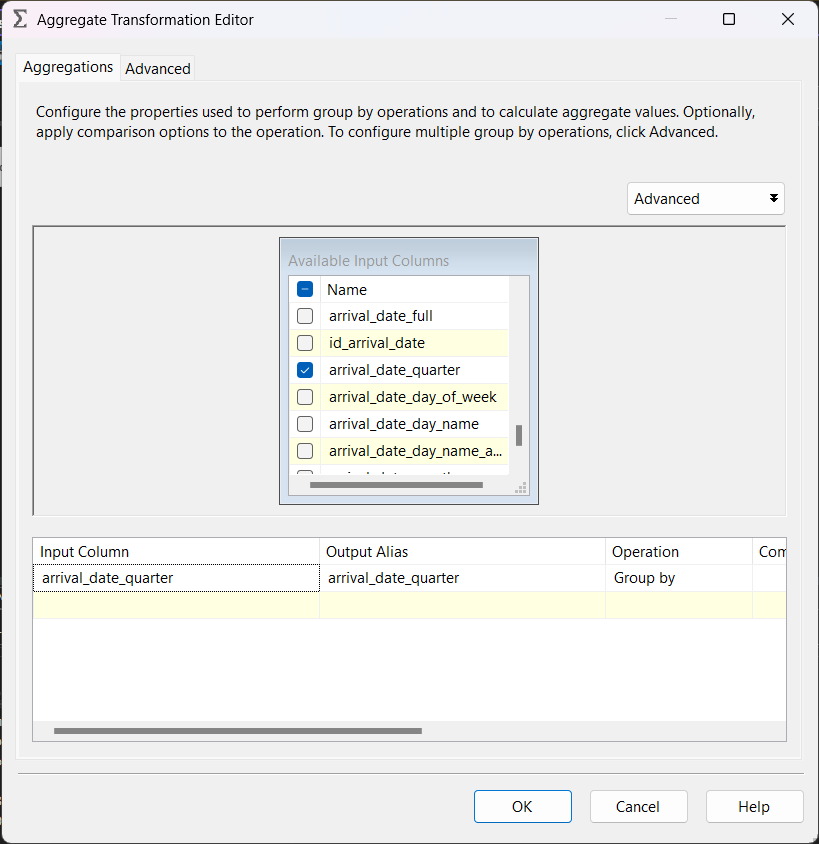 Aggregate Transformation Editor
Aggregations
Advanced
Configure the properties used to perform group by operations and to calculate aggregate values. Optionally,
apply comparison options to the operation. To configure multiple group by operations, click Advanced.
Advanced
Available Input Columns
Name
arrival_date_full
id_arrival_date
arrival_date_quarter
arrival_date_day_of_week
arrival_date_day_name
arrival_date_day_name_a...
Input Column Output Alias Operation Com
arrival_date_quarter arrival_date_quarter Group by
OK Cancel Help